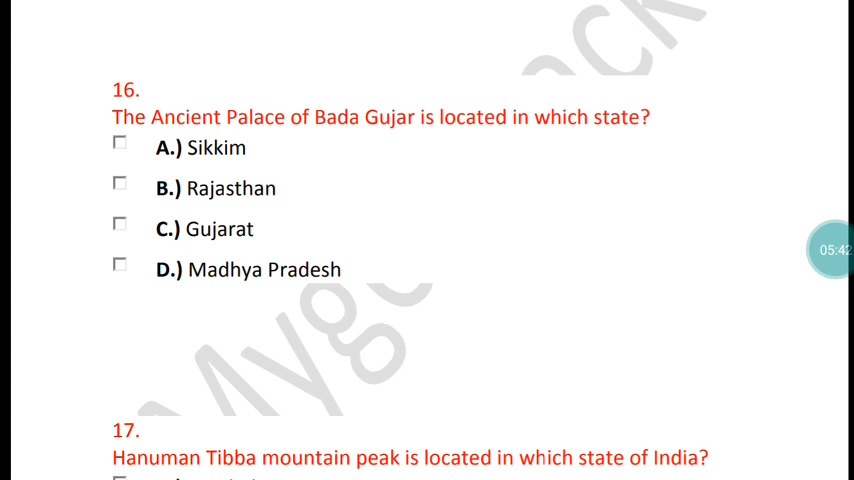 16.
The Ancient Palace of Bada Gujar is located in which state?
A.) Sikkim
B.) Rajasthan
C.) Gujarat
D.) Madhya Pradesh
05:42
17.
Hanuman Tibba mountain peak is located in which state of India?